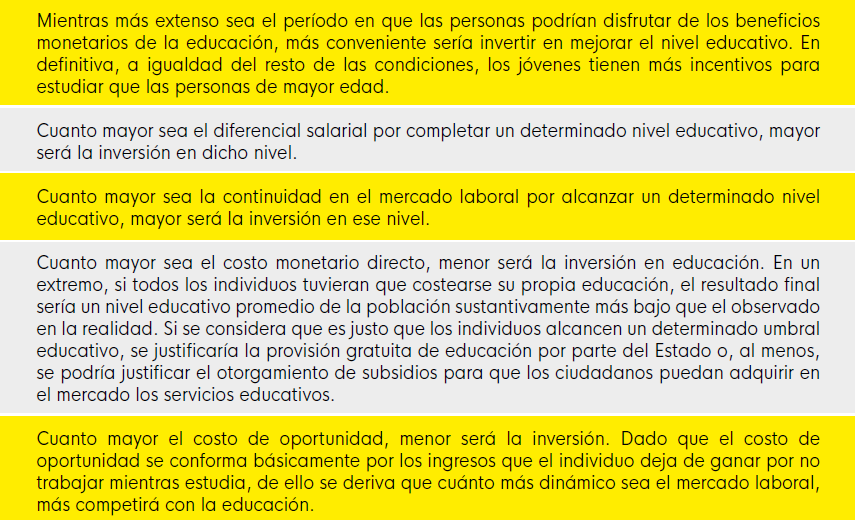 Mientras más extenso sea el período en que las personas podrían disfrutar de los beneficios
monetarios de la educación, más conveniente sería invertir en mejorar el nivel educativo. En
definitiva, a igualdad del resto de las condiciones, los jóvenes tienen más incentivos para
estudiar que las personas de mayor edad.
Cuanto mayor sea el diferencial salarial por completar un determinado nivel educativo, mayor
será la inversión en dicho nivel.
Cuanto mayor sea la continuidad en el mercado laboral por alcanzar un determinado nivel
educativo, mayor será la inversión en ese nivel.
Cuanto mayor sea el costo monetario directo, menor será la inversión en educación. En un
extremo, si todos los individuos tuvieran que costearse su propia educación, el resultado final
sería un nivel educativo promedio de la población sustantivamente más bajo que el observado
en la realidad. Si se considera que es justo que los individuos alcancen un determinado umbral
educativo, se justificaría la provisión gratuita de educación por parte del Estado o, al menos,
se podría justificar el otorgamiento de subsidios para que los ciudadanos puedan adquirir en
el mercado los servicios educativos.
Cuanto mayor el costo de oportunidad, menor será la inversión. Dado que el costo de
oportunidad se conforma básicamente por los ingresos que el individuo deja de ganar por no
trabajar mientras estudia, de ello se deriva que cuánto más dinámico sea el mercado laboral,
más competirá con la educación.